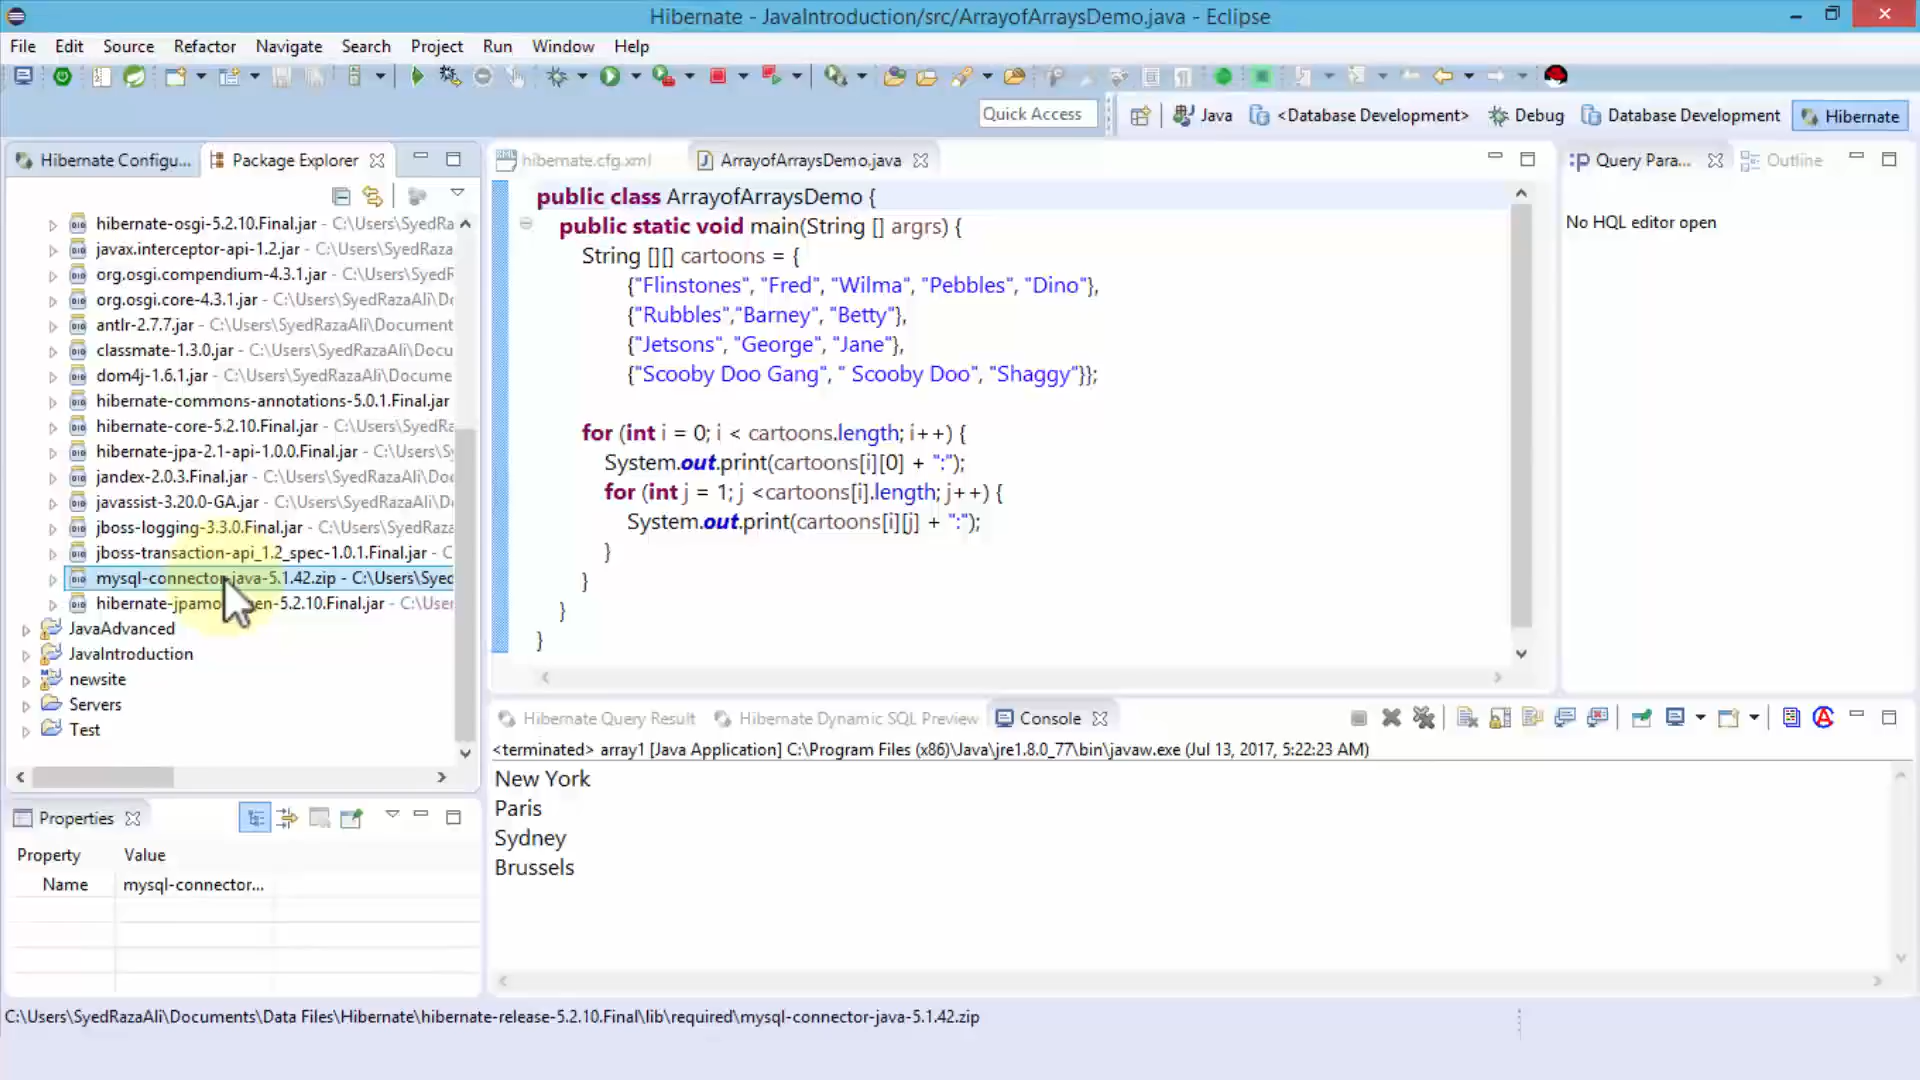 Hibernate - JavaIntroduction/src/ArrayofArraysDemo.java - Eclipse
File Edit Source Refactor Navigate Search Project Run Window Help
Quick Access Java <Database Development> Debug Database Development Hibernate
Hibernate Configu... Package Explorer
hibernate-osgi-5.2.10.Final.jar - C:\Users\SyedRa
javax.interceptor-api-1.2.jar - C:\Users\SyedRaza
org.osgi.compendium-4.3.1.jar - C:\Users\SyedR
org.osgi.core-4.3.1.jar - C:\Users\SyedRazaAli\Do
antlr-2.7.7.jar - C:\Users\SyedRazaAli\Document
classmate-1.3.0.jar - C:\Users\SyedRazaAli\Docu
dom4j-1.6.1.jar - C:\Users\SyedRazaAli\Docume
hibernate-commons-annotations-5.0.1.Final.jar
hibernate-core-5.2.10.Final.jar - C:\Users\SyedRa
hibernate-jpa-2.1-api-1.0.0.Final.jar - C:\Users\S
jandex-2.0.3.Final.jar - C:\Users\SyedRazaAli\Do
javassist-3.20.0-GA.jar - C:\Users\SyedRazaAli\D
jboss-logging-3.3.0.Final.jar - C:\Users\SyedRaza
jboss-transaction-api_1.2_spec-1.0.1.Final.jar - C
mysql-connector-java-5.1.42.zip - C:\Users\Syed
hibernate-jpamo en-5.2.10.Final.jar - C:\User
JavaAdvanced
JavaIntroduction
newsite
Servers
Test
hibernate.cfg.xml ArrayofArraysDemo.java
public class ArrayofArraysDemo {
public static void main(String [] argrs) {
String [][] cartoons = {
{"Flinstones", "Fred", "Wilma", "Pebbles", "Dino"},
{"Rubbles","Barney", "Betty"},
{"Jetsons", "George", "Jane"},
{"Scooby Doo Gang", " Scooby Doo", "Shaggy"}};
for (int i = 0; i < cartoons.length; i++) {
System.out.print(cartoons[i][0] + ":");
for (int j = 1; j <cartoons[i].length; j++) {
System.out.print(cartoons[i][j] + ":");
}
}
}
}
Query Para... Outline
No HQL editor open
Properties
Property Value
Name mysql-connector...
Hibernate Query Result Hibernate Dynamic SQL Preview Console
<terminated> array1 [Java Application] C:\Program Files (x86)\Java\jre1.8.0_77\bin\javaw.exe (Jul 13, 2017, 5:22:23 AM)
New York
Paris
Sydney
Brussels
C:\Users\SyedRazaAli\Documents\Data Files\Hibernate\hibernate-release-5.2.10.Final\lib\required\mysql-connector-java-5.1.42.zip